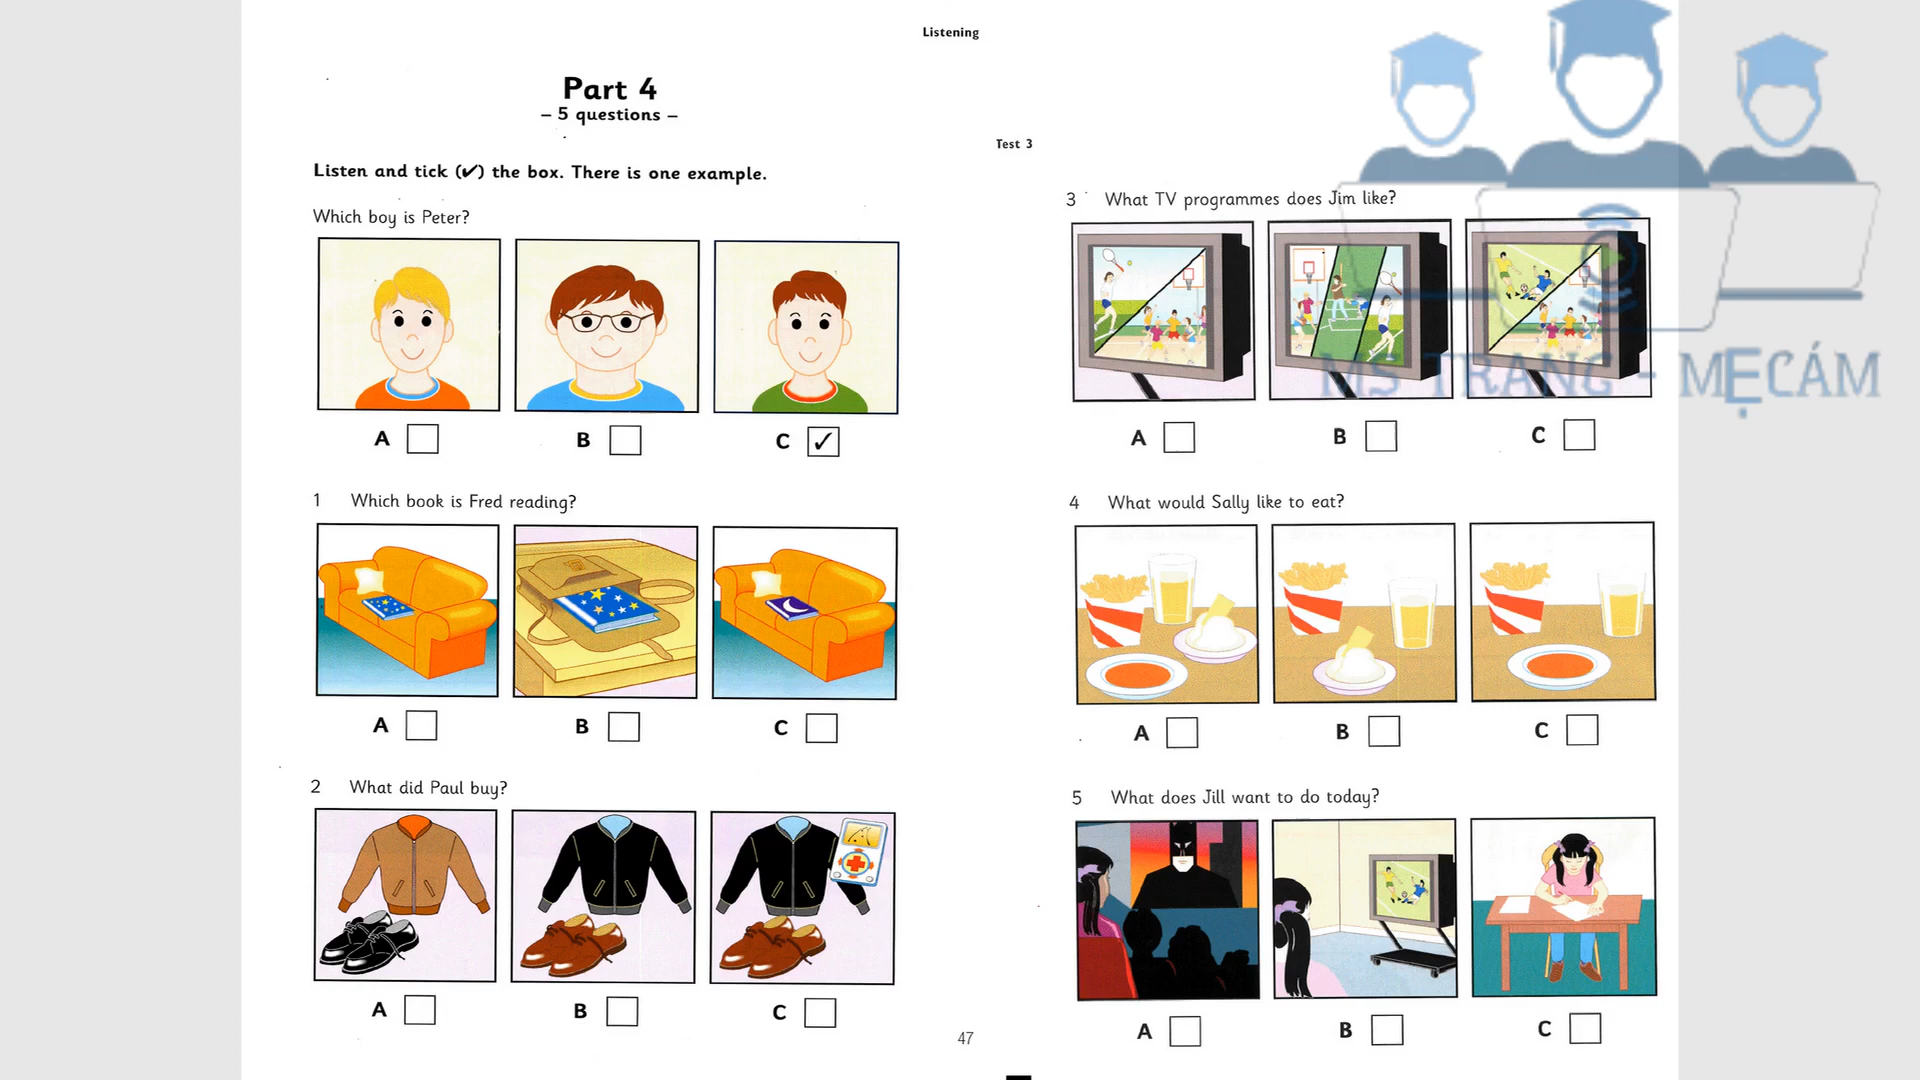 Listening
Part 4
– 5 questions –
Listen and tick (✔) the box. There is one example.
Which boy is Peter?
A
B
C ✓
1 Which book is Fred reading?
A
B
C
2 What did Paul buy?
A
B
C
47
Test 3
3 What TV programmes does Jim like?
A
B
C
4 What would Sally like to eat?
A
B
C
5 What does Jill want to do today?
A
B
C
MS TRANG - MẸCÁM